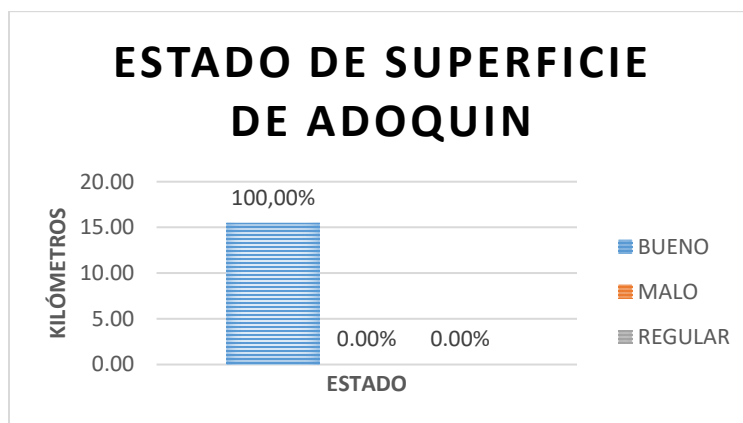 ESTADO DE SUPERFICIE
DE ADOQUIN
KILÓMETROS
20.00
15.00
10.00
5.00
0.00
100,00%
0.00%
0.00%
ESTADO
BUENO
MALO
REGULAR